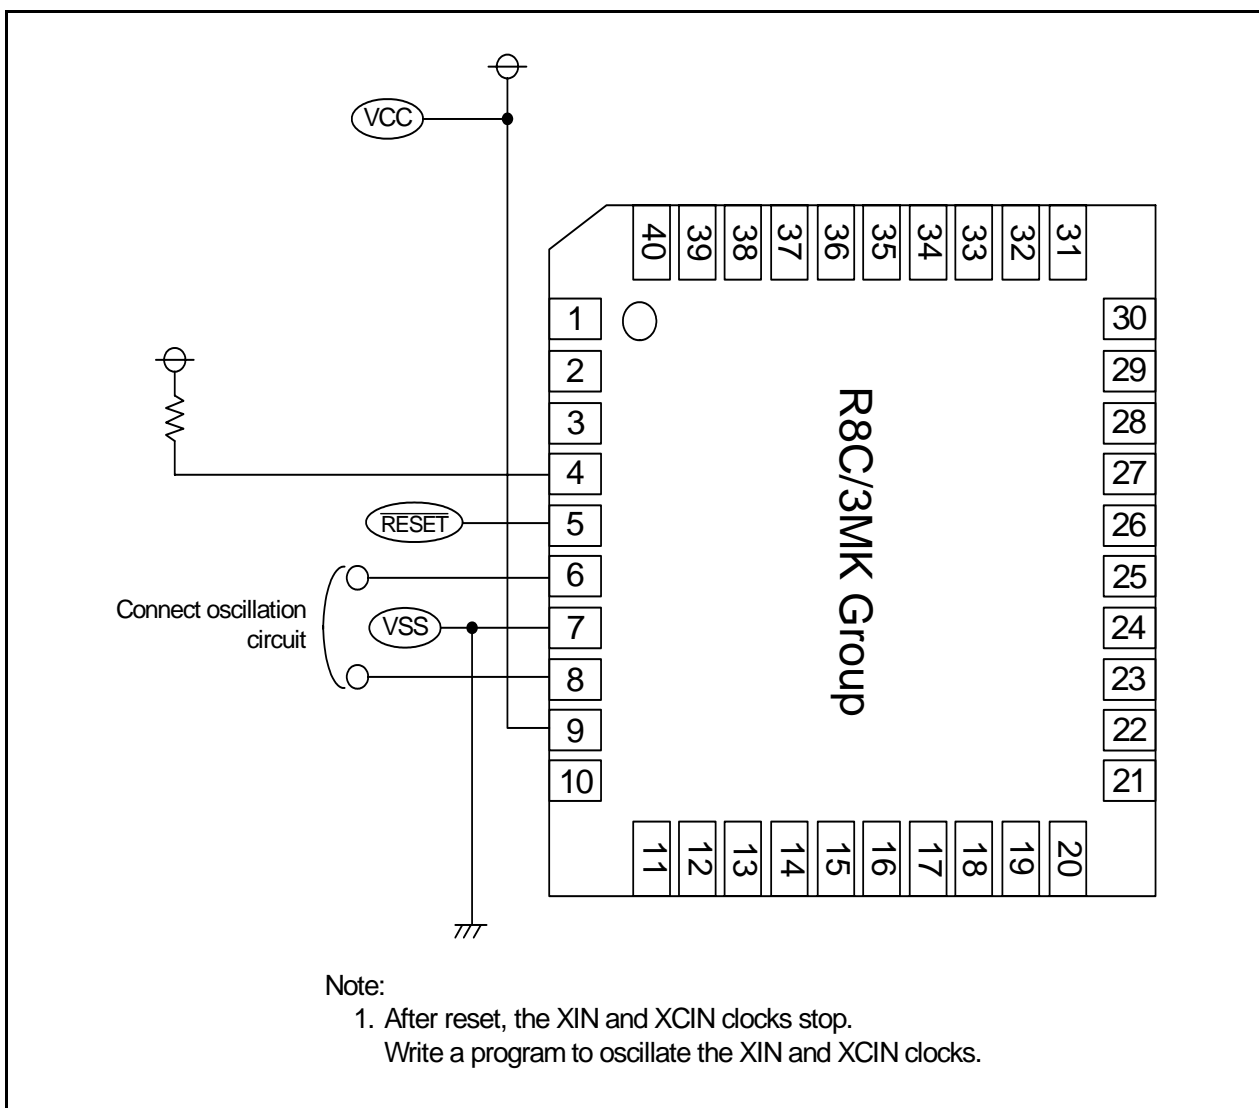 VCC
40 39 38 37 36 35 34 33 32 31
1
2
3
4
5
6
7
8
9
10
30
29
28
27
26
25
24
23
22
21
R8C/3MK Group
RESET
Connect oscillation
circuit
VSS
11 12 13 14 15 16 17 18 19 20
Note:
1. After reset, the XIN and XCIN clocks stop.
Write a program to oscillate the XIN and XCIN clocks.